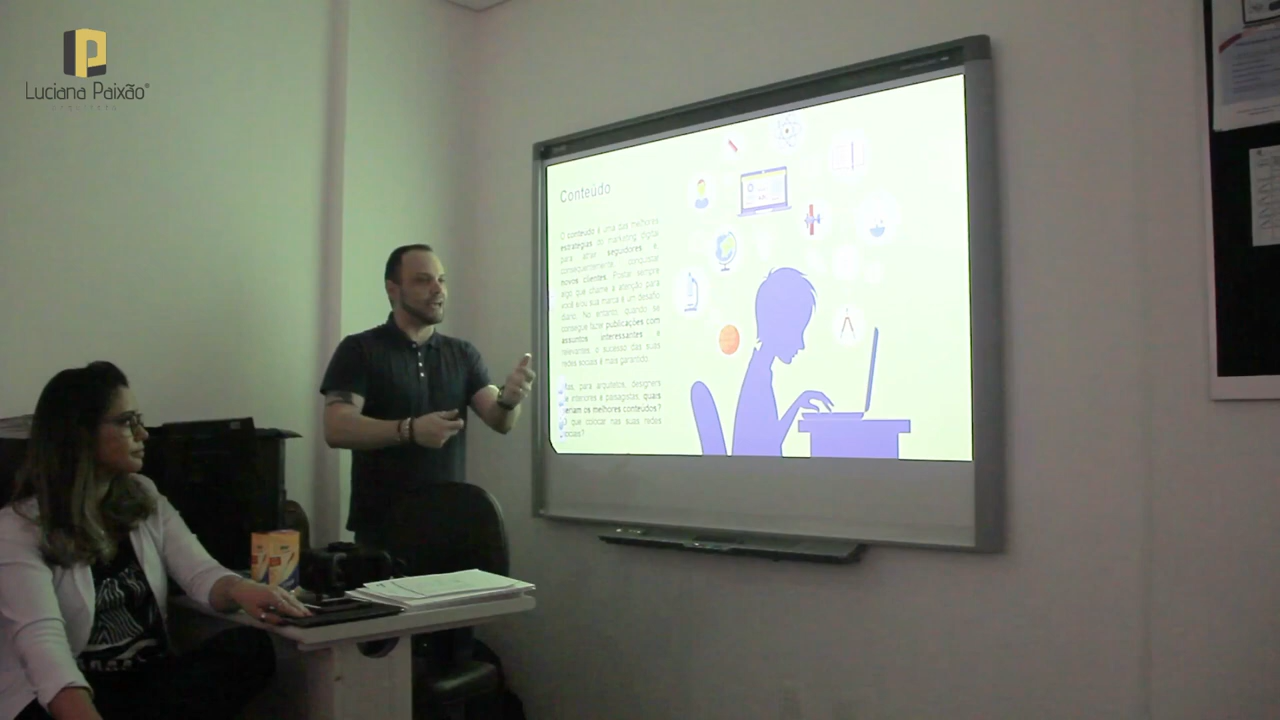 Luciana Paixão®
ARQUITETA
Conteúdo
O conteúdo é uma das melhores
estratégias do marketing digital
para atrair seguidores e,
consequentemente, conquistar
novos clientes. Postar sempre
algo que chame a atenção para
você e/ou sua marca é um desafio
diário. No entanto, quando se
consegue fazer publicações com
assuntos interessantes e
relevantes, o sucesso das suas
redes sociais é mais garantido.
Mas, para arquitetos, designers
de interiores e paisagistas, quais
seriam os melhores conteúdos?
O que colocar nas suas redes
sociais?